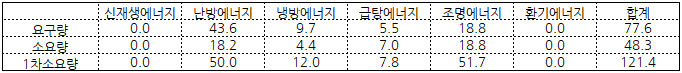 신재생에너지 난방에너지 냉방에너지 급탕에너지 조명에너지 환기에너지 합계
요구량 0.0 43.6 9.7 5.5 18.8 0.0 77.6
소요량 0.0 18.2 4.4 7.0 18.8 0.0 48.3
1차소요량 0.0 50.0 12.0 7.8 51.7 0.0 121.4